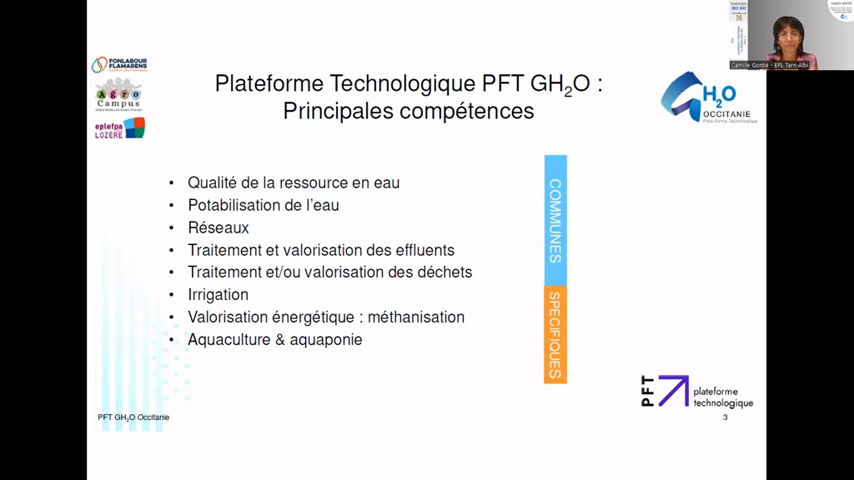 FONLABOUR
FLAMARENS
Agro
Campus
eplefpa
LOZÈRE
Plateforme Technologique PFT GH₂O :
Principales compétences
H₂O
OCCITANIE
Plate-Forme Technologique
Camille Gontié - EPL Tarn-Albi
• Qualité de la ressource en eau
• Potabilisation de l'eau
• Réseaux
• Traitement et valorisation des effluents
• Traitement et/ou valorisation des déchets
• Irrigation
• Valorisation énergétique : méthanisation
• Aquaculture & aquaponie
COMMUNES
SPECIFIQUES
PFT
plateforme
technologique
PFT GH₂O Occitanie
3